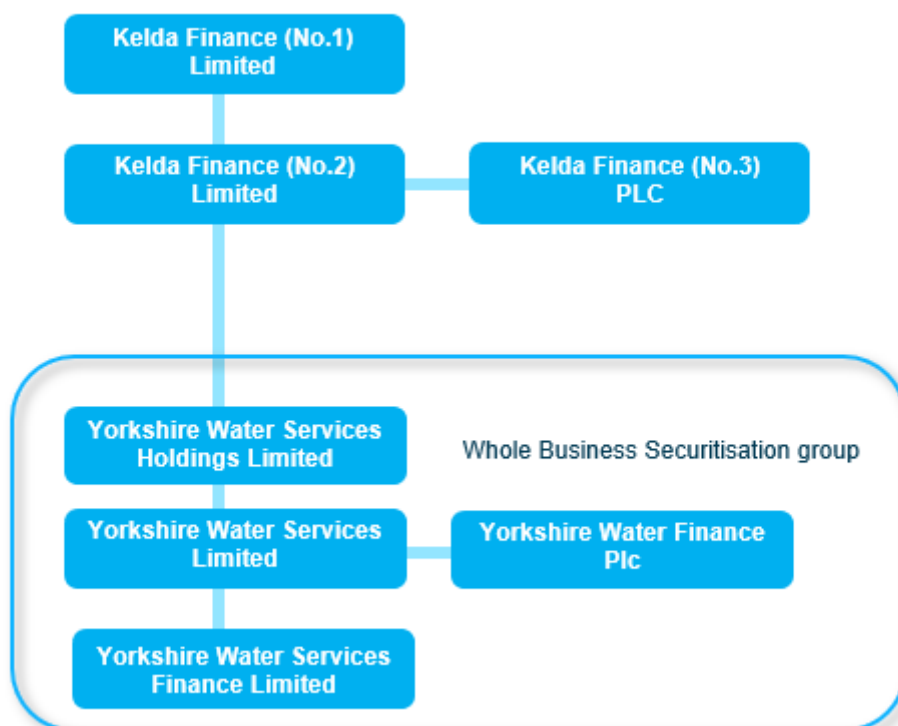 Kelda Finance (No.1)
Limited
Kelda Finance (No.2)
Limited
Kelda Finance (No.3)
PLC
Yorkshire Water Services
Holdings Limited
Whole Business Securitisation group
Yorkshire Water Services
Limited
Yorkshire Water Finance
Plc
Yorkshire Water Services
Finance Limited